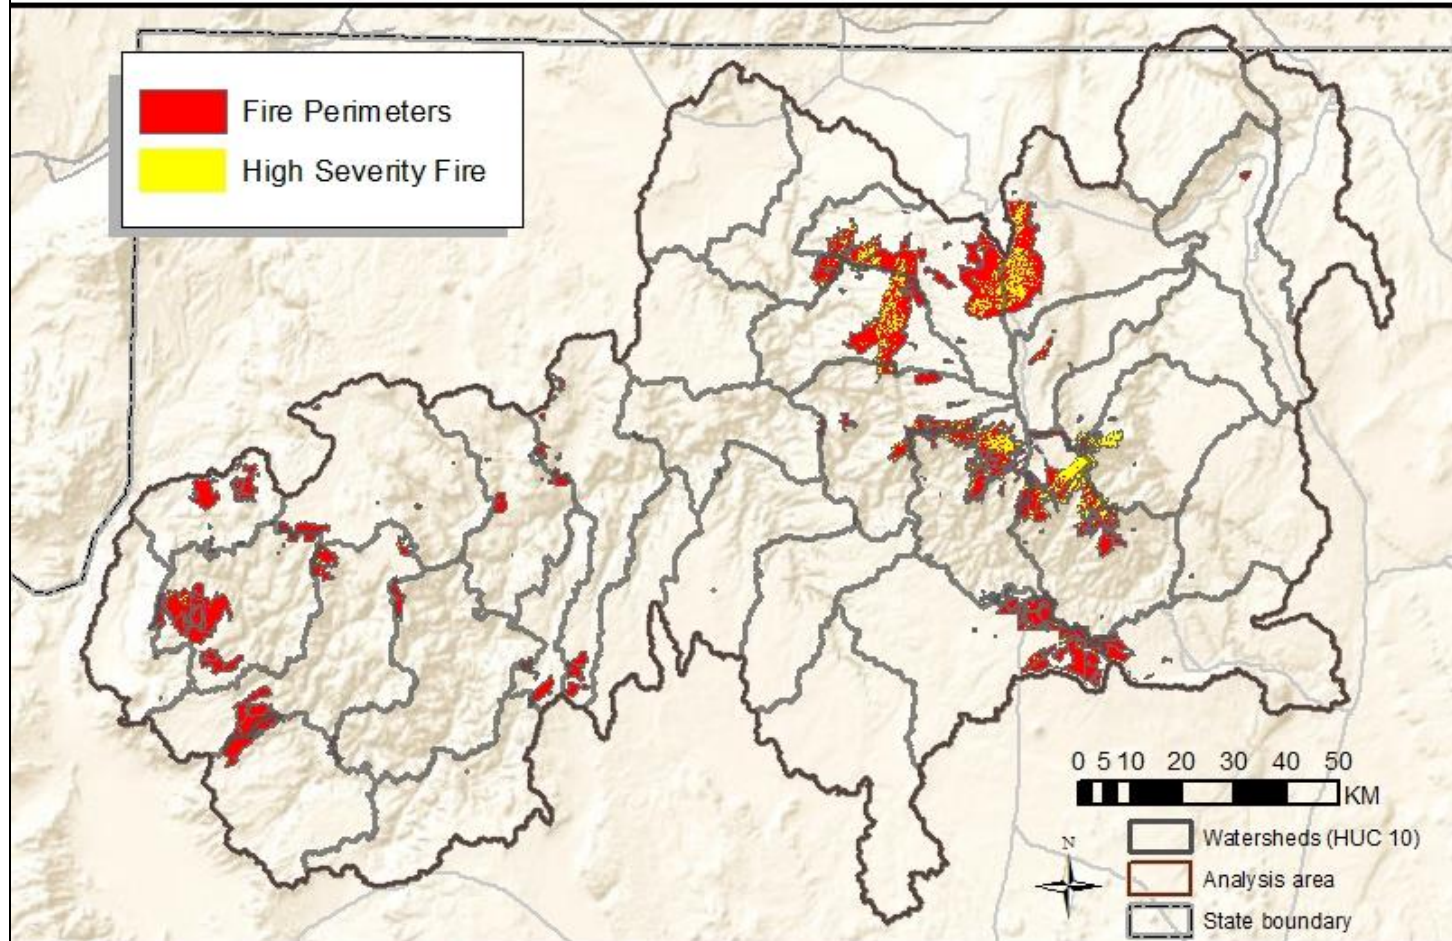 Fire Perimeters
High Severity Fire
0 5 10 20 30 40 50
KM
N
Watersheds (HUC 10)
Analysis area
State boundary